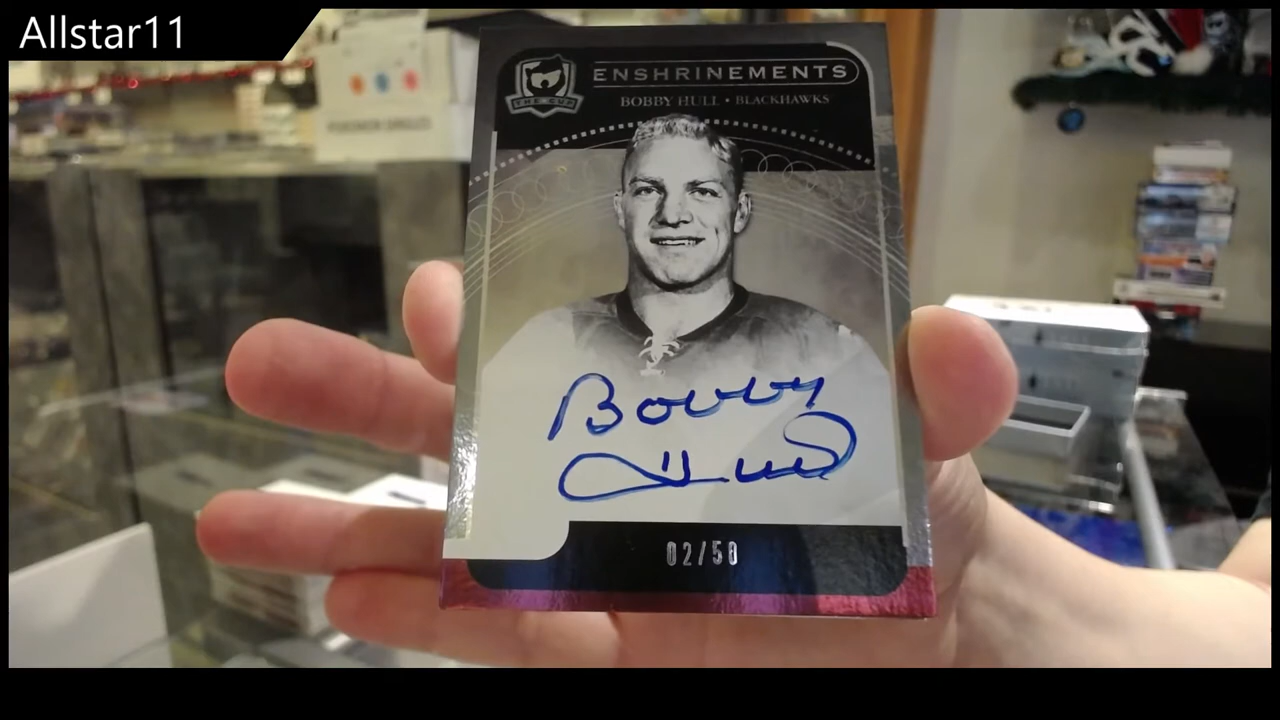 Allstar11
THE CUP
ENSHRINEMENTS
BOBBY HULL • BLACKHAWKS
Bobby
Hull
02/50